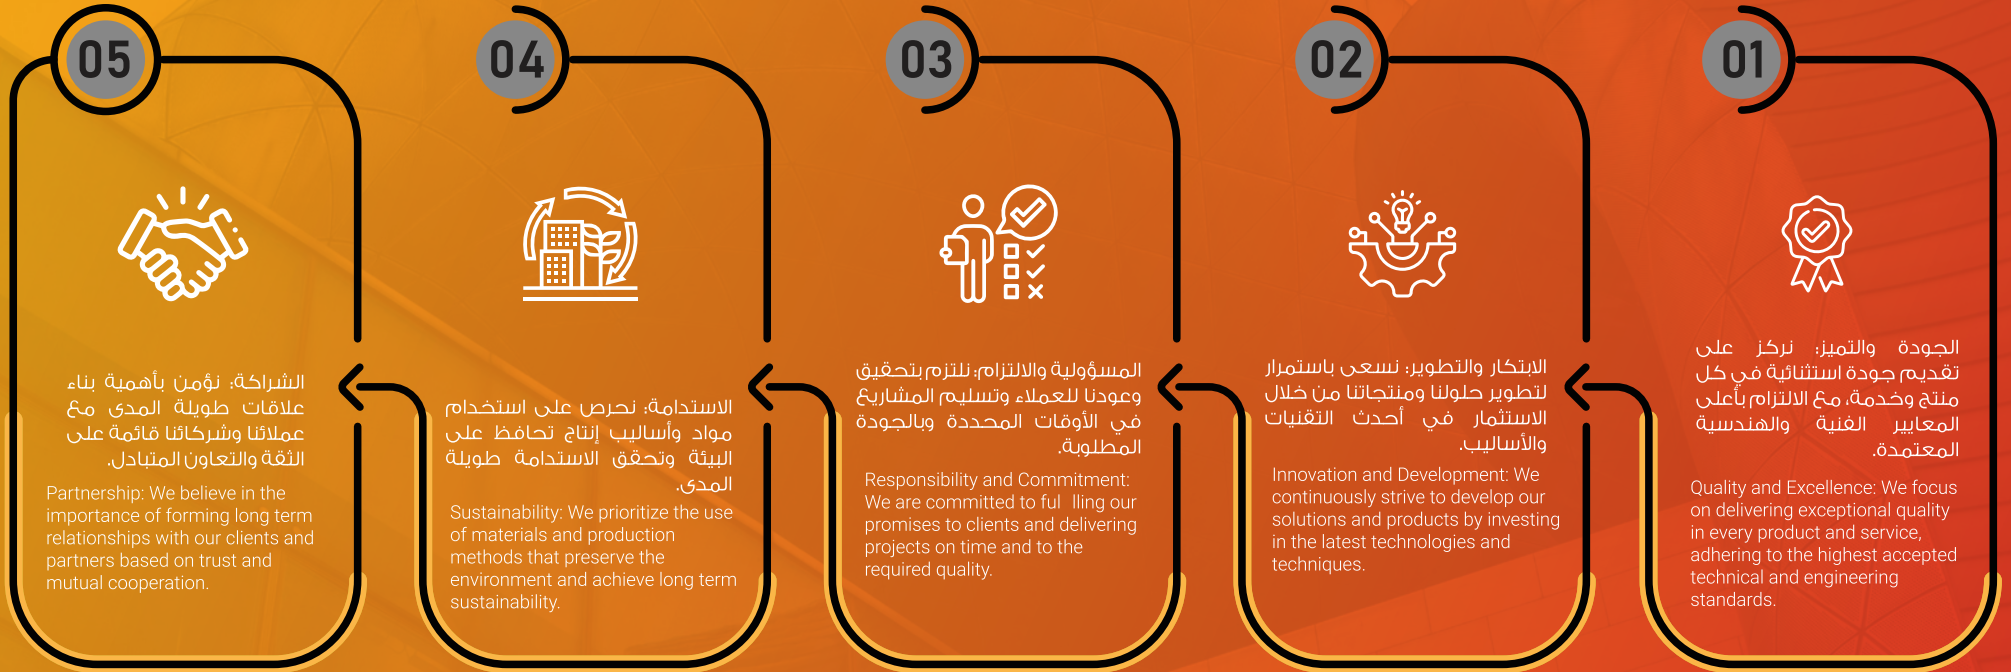 01
الجودة والتميز: نركز على
تقديم جودة استثنائية في كل
منتج وخدمة، مع الالتزام بأعلى
المعايير الفنية والهندسية
المعتمدة.
Quality and Excellence: We focus
on delivering exceptional quality
in every product and service,
adhering to the highest accepted
technical and engineering
standards.
02
الابتكار والتطوير: نسعى باستمرار
لتطوير حلولنا ومنتجاتنا من خلال
الاستثمار في أحدث التقنيات
والأساليب.
Innovation and Development: We
continuously strive to develop our
solutions and products by investing
in the latest technologies and
techniques.
03
المسؤولية والالتزام: نلتزم بتحقيق
وعودنا للعملاء وتسليم المشاريع
في الأوقات المحددة وبالجودة
المطلوبة.
Responsibility and Commitment:
We are committed to ful lling our
promises to clients and delivering
projects on time and to the
required quality.
04
الاستدامة: نحرص على استخدام
مواد وأساليب إنتاج تحافظ على
البيئة وتحقق الاستدامة طويلة
المدى.
Sustainability: We prioritize the use
of materials and production
methods that preserve the
environment and achieve long term
sustainability.
05
الشراكة: نؤمن بأهمية بناء
علاقات طويلة المدى مع
عملائنا وشركائنا قائمة على
الثقة والتعاون المتبادل.
Partnership: We believe in the
importance of forming long term
relationships with our clients and
partners based on trust and
mutual cooperation.